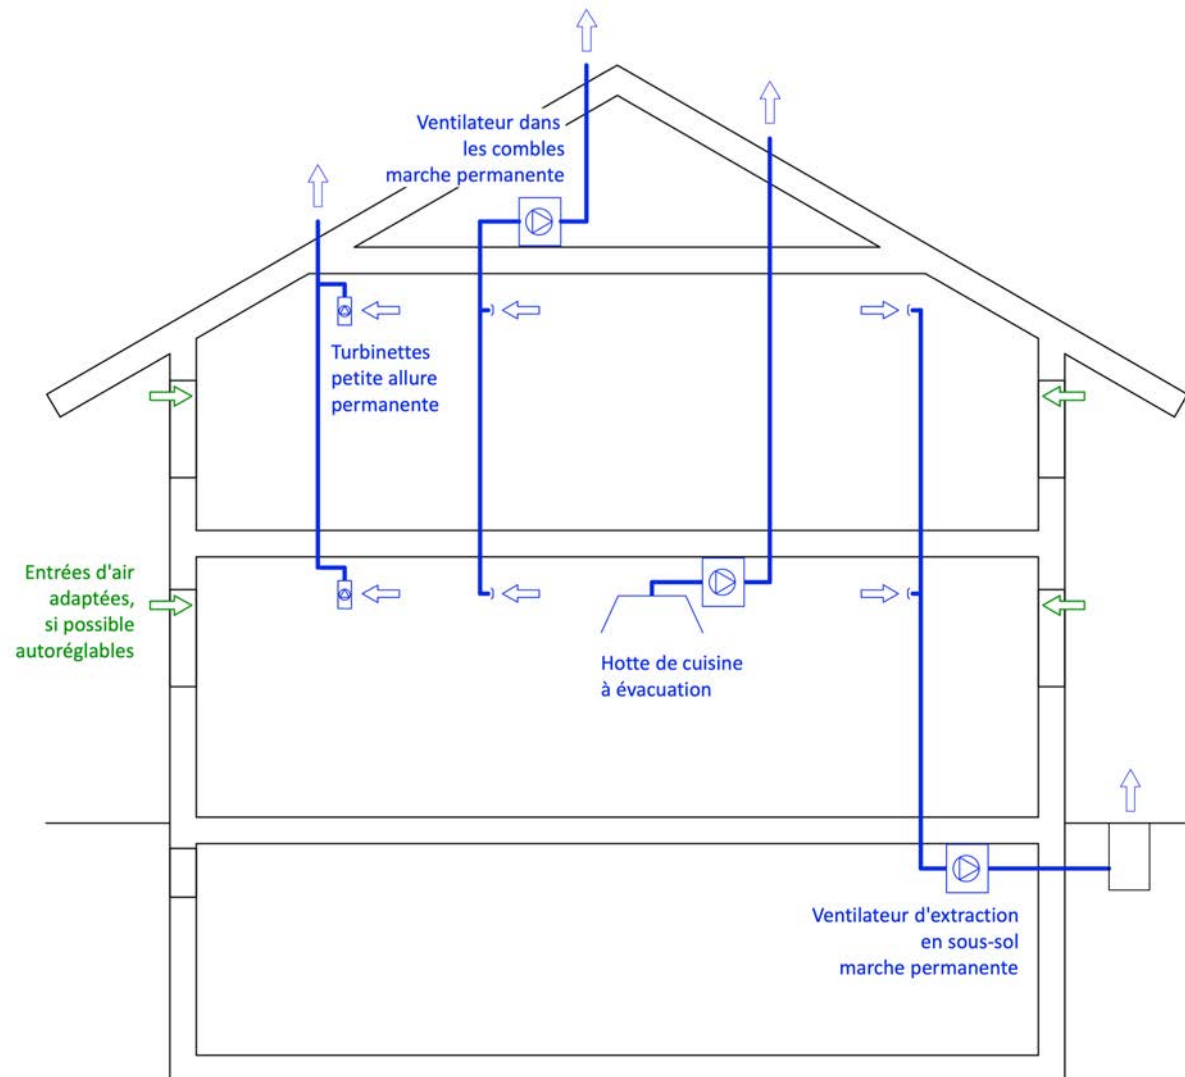 Ventilateur dans
les combles
marche permanente
Turbinettes
petite allure
permanente
Entrées d'air
adaptées,
si possible
autoréglables
Hotte de cuisine
à évacuation
Ventilateur d'extraction
en sous-sol
marche permanente